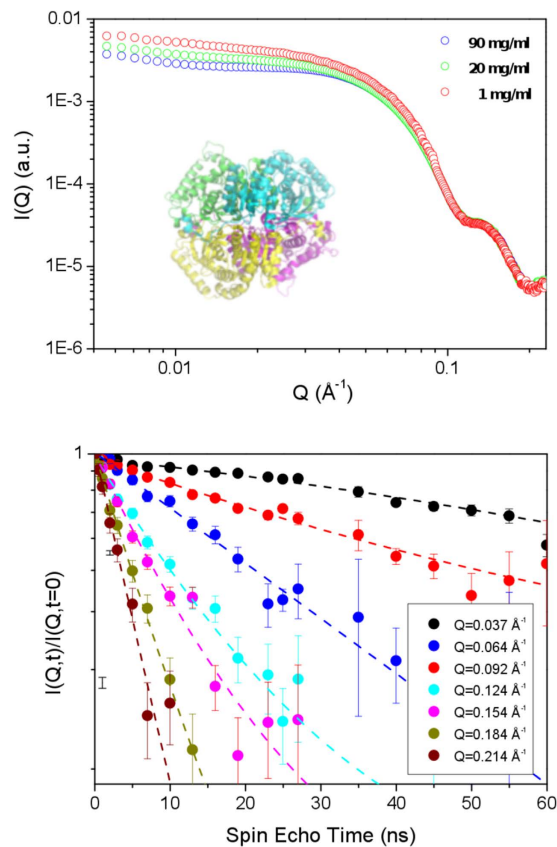 0.01
1E-3
1E-4
1E-5
1E-6
I(Q) (a.u.)
90 mg/ml
20 mg/ml
1 mg/ml
0.01
0.1
Q (Å⁻¹)
1
I(Q,t)/I(Q,t=0)
Q=0.037 Å⁻¹
Q=0.064 Å⁻¹
Q=0.092 Å⁻¹
Q=0.124 Å⁻¹
Q=0.154 Å⁻¹
Q=0.184 Å⁻¹
Q=0.214 Å⁻¹
0 10 20 30 40 50 60
Spin Echo Time (ns)